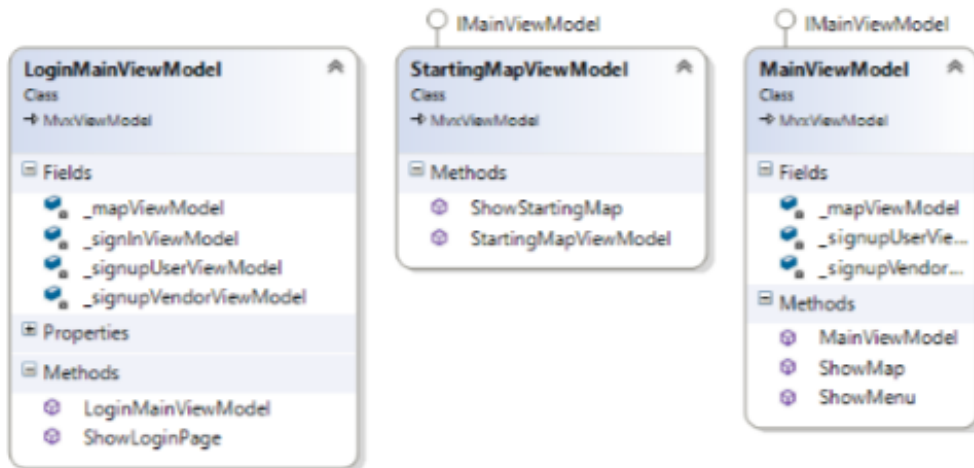 LoginMainViewModel
Class
MvxViewModel
Fields
_mapViewModel
_signInViewModel
_signupUserViewModel
_signupVendorViewModel
Properties
Methods
LoginMainViewModel
ShowLoginPage
IMainViewModel
StartingMapViewModel
Class
MvxViewModel
Methods
ShowStartingMap
StartingMapViewModel
IMainViewModel
MainViewModel
Class
MvxViewModel
Fields
_mapViewModel
_signupUserVie...
_signupVendor...
Methods
MainViewModel
ShowMap
ShowMenu